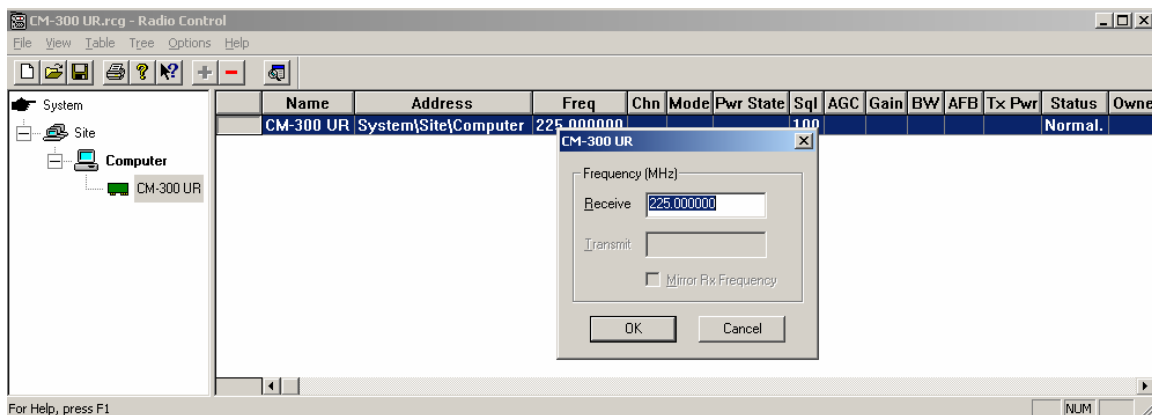 CM-300 UR.rcg - Radio Control
File View Table Tree Options Help
System
Site
Computer
CM-300 UR
Name Address Freq Chn Mode Pwr State Sql AGC Gain BW AFB Tx Pwr Status Owne
CM-300 UR System\Site\Computer 225.000000 100 Normal.
CM-300 UR
Frequency (MHz)
Receive 225.000000
Transmit
Mirror Rx Frequency
OK Cancel
For Help, press F1 NUM